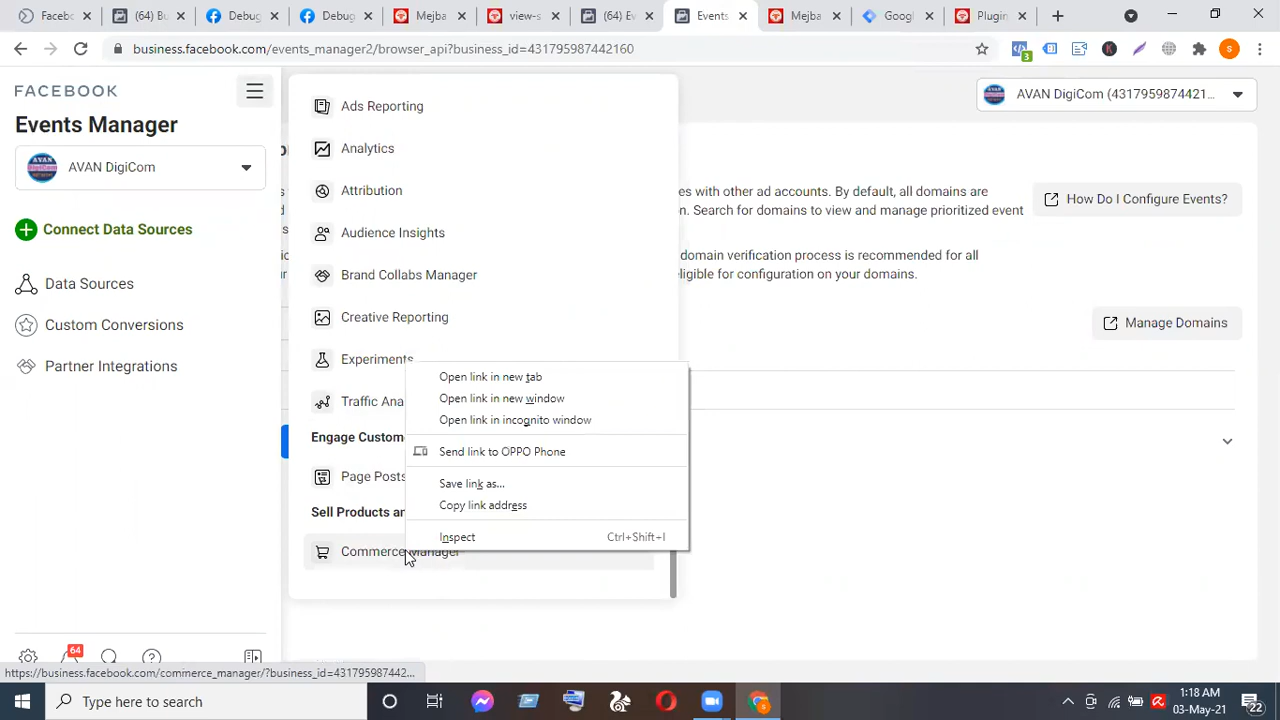 Faceb
(64) Bu
Debug
Debug
Mejba
view-s
(64) Ev
Events
Mejba
Googl
Plugin
business.facebook.com/events_manager2/browser_api?business_id=431795987442160
3
S
FACEBOOK
Events Manager
AVAN DigiCom
Connect Data Sources
Data Sources
Custom Conversions
Partner Integrations
64
Ads Reporting
Analytics
Attribution
Audience Insights
Brand Collabs Manager
Creative Reporting
Experiments
Traffic Ana
Engage Custome
Page Posts
Sell Products an
Commerce Manager
Open link in new tab
Open link in new window
Open link in incognito window
Send link to OPPO Phone
Save link as...
Copy link address
Inspect Ctrl+Shift+I
AVAN DigiCom (4317959874421...
es with other ad accounts. By default, all domains are
n. Search for domains to view and manage prioritized event
How Do I Configure Events?
domain verification process is recommended for all
eligible for configuration on your domains.
Manage Domains
https://business.facebook.com/commerce_manager/?business_id=431795987442...
Type here to search
1:18 AM
03-May-21
22